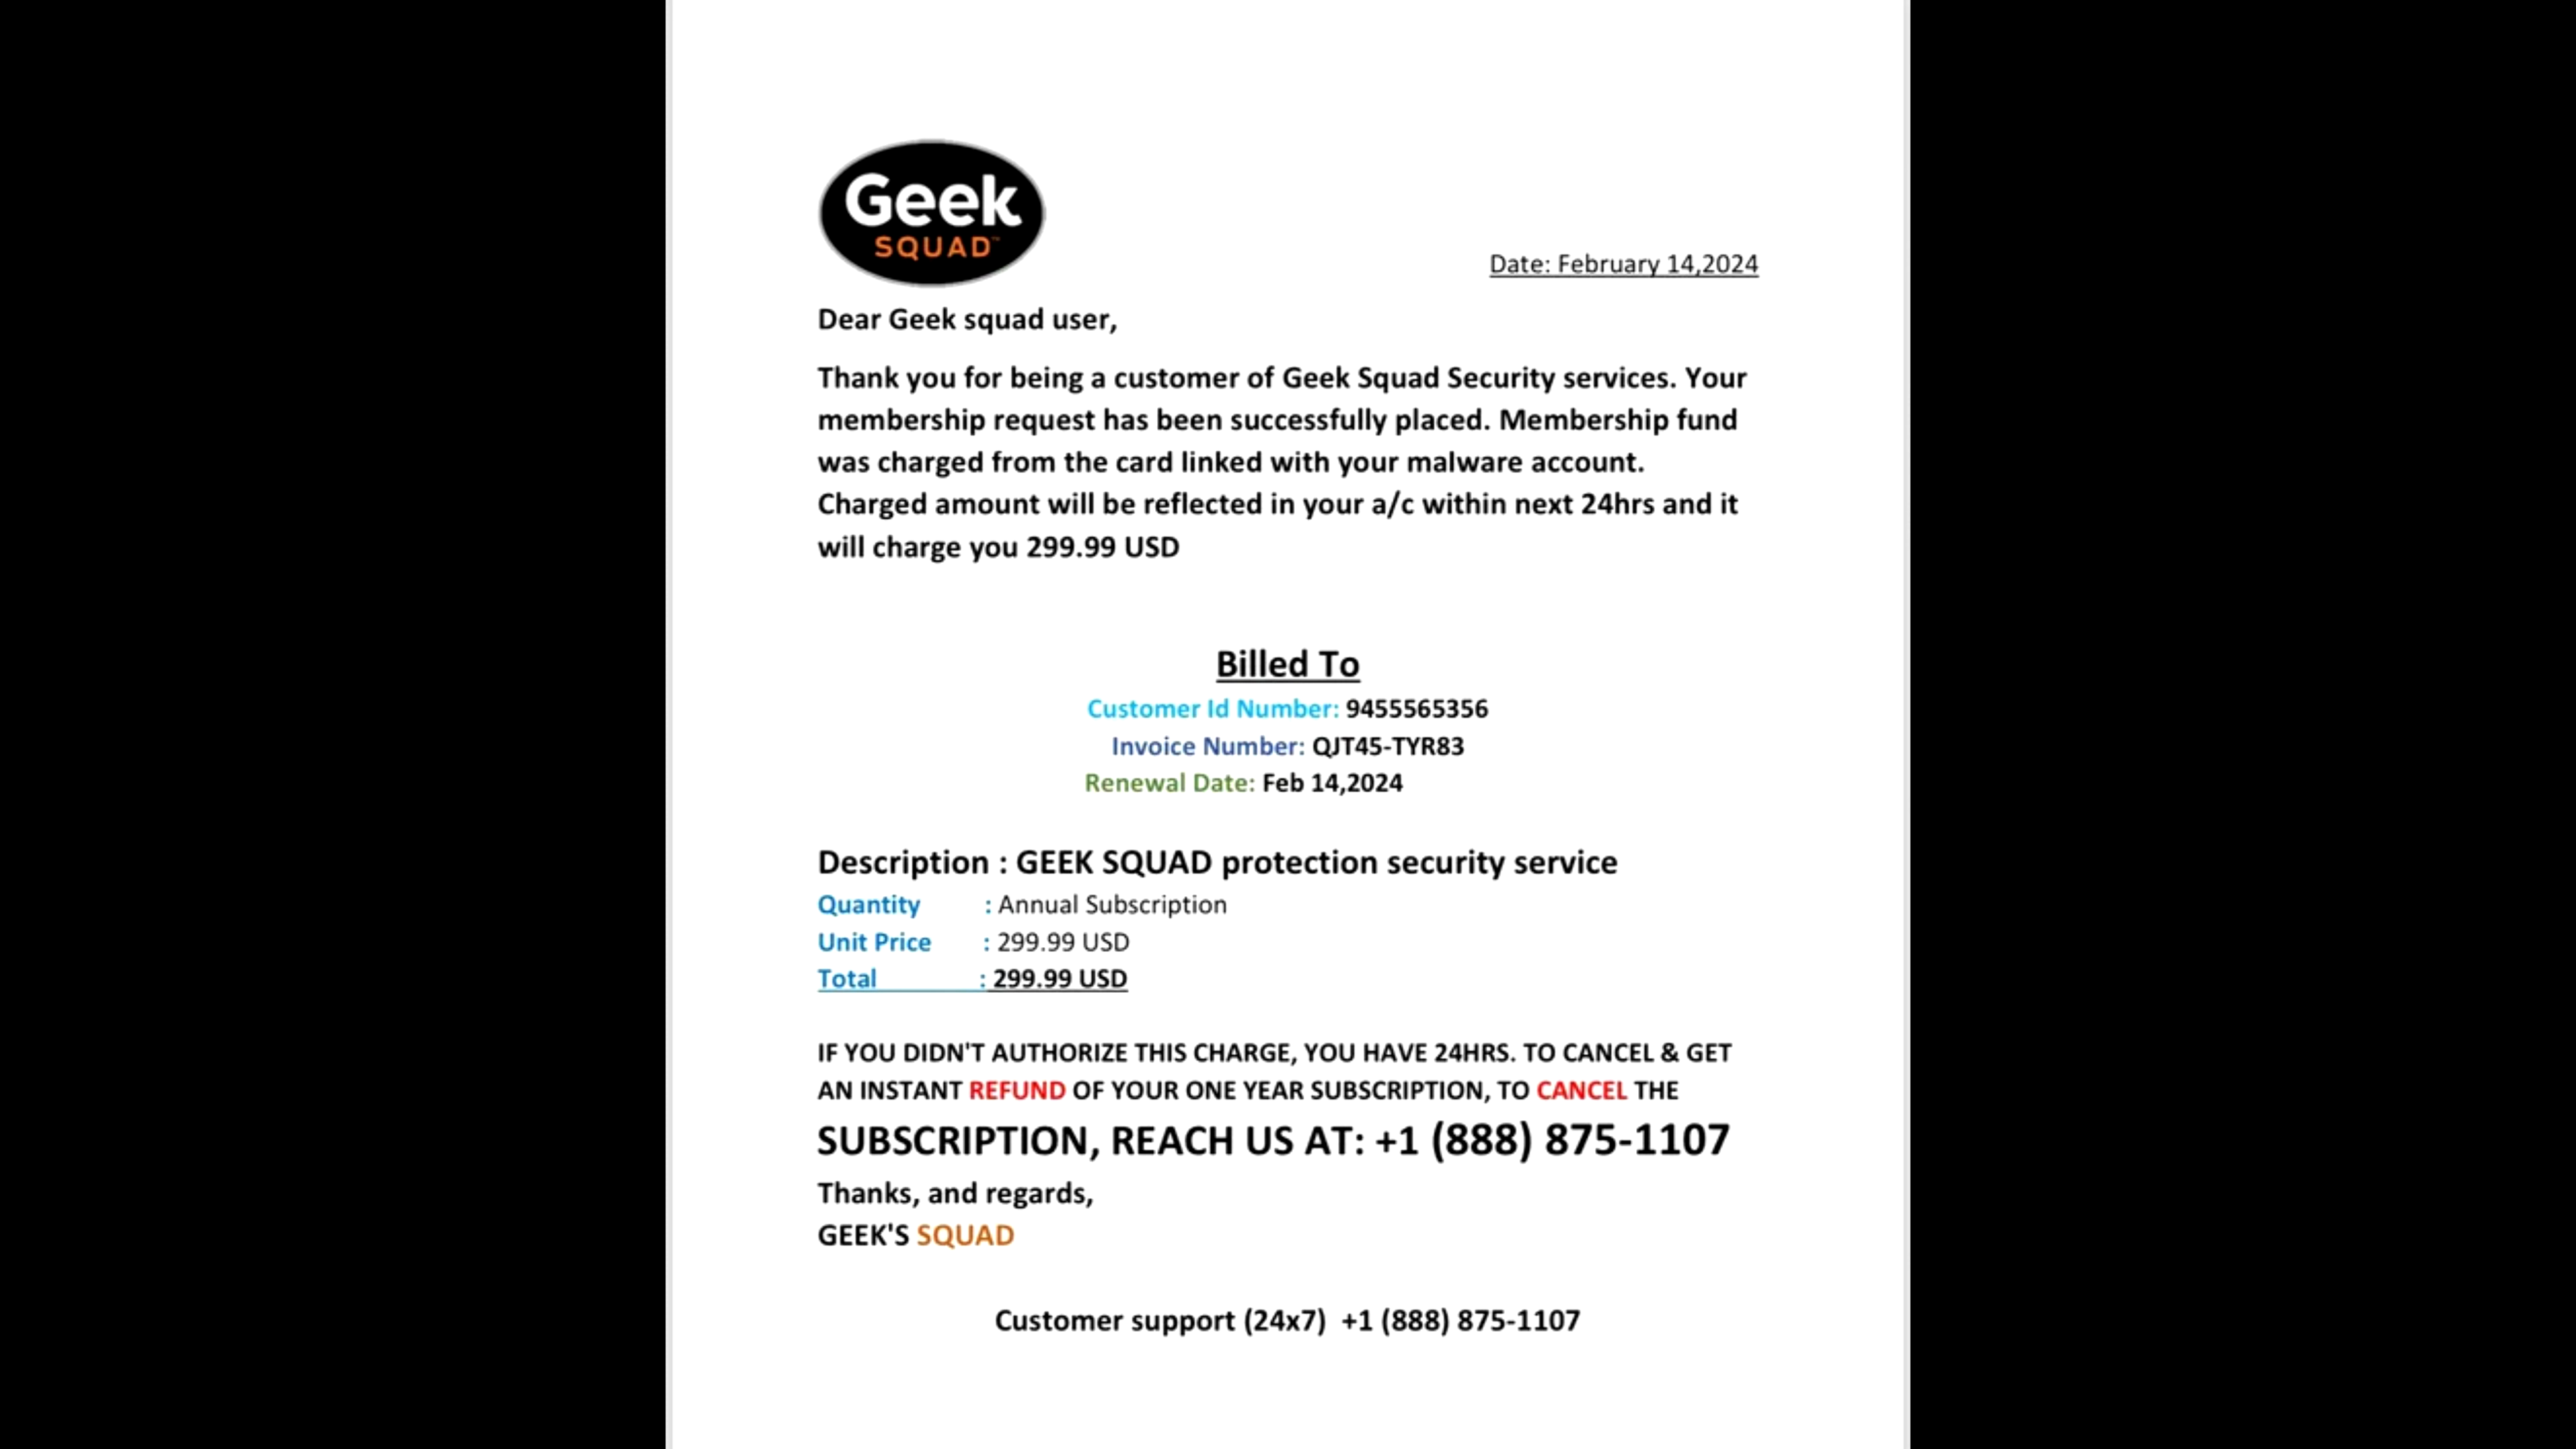 Geek
SQUAD™
Date: February 14,2024
Dear Geek squad user,
Thank you for being a customer of Geek Squad Security services. Your
membership request has been successfully placed. Membership fund
was charged from the card linked with your malware account.
Charged amount will be reflected in your a/c within next 24hrs and it
will charge you 299.99 USD
Billed To
Customer Id Number: 9455565356
Invoice Number: QJT45-TYR83
Renewal Date: Feb 14,2024
Description : GEEK SQUAD protection security service
Quantity : Annual Subscription
Unit Price : 299.99 USD
Total : 299.99 USD
IF YOU DIDN'T AUTHORIZE THIS CHARGE, YOU HAVE 24HRS. TO CANCEL & GET
AN INSTANT REFUND OF YOUR ONE YEAR SUBSCRIPTION, TO CANCEL THE
SUBSCRIPTION, REACH US AT: +1 (888) 875-1107
Thanks, and regards,
GEEK'S SQUAD
Customer support (24x7) +1 (888) 875-1107